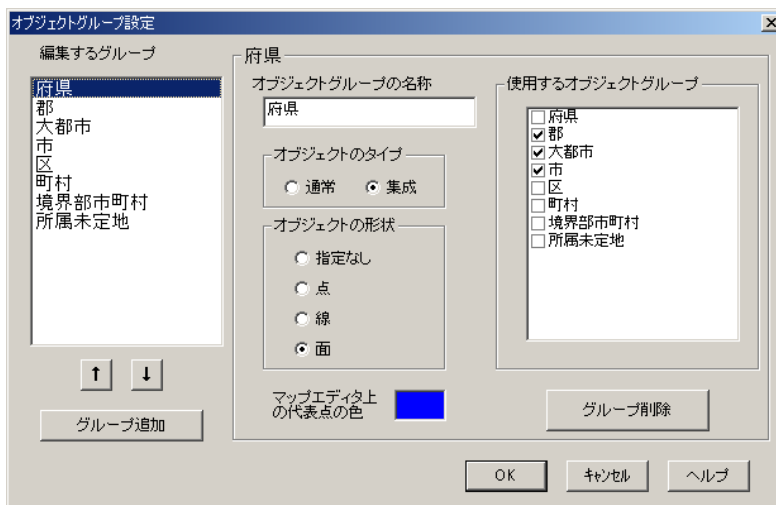 オブジェクトグループ設定
編集するグループ
府県
郡
大都市
市
区
町村
境界部市町村
所属未定地
↑ ↓
グループ追加
府県
オブジェクトグループの名称
府県
オブジェクトのタイプ
通常 集成
オブジェクトの形状
指定なし
点
線
面
マップエディタ上
の代表点の色
使用するオブジェクトグループ
府県
郡
大都市
市
区
町村
境界部市町村
所属未定地
グループ削除
OK キャンセル ヘルプ